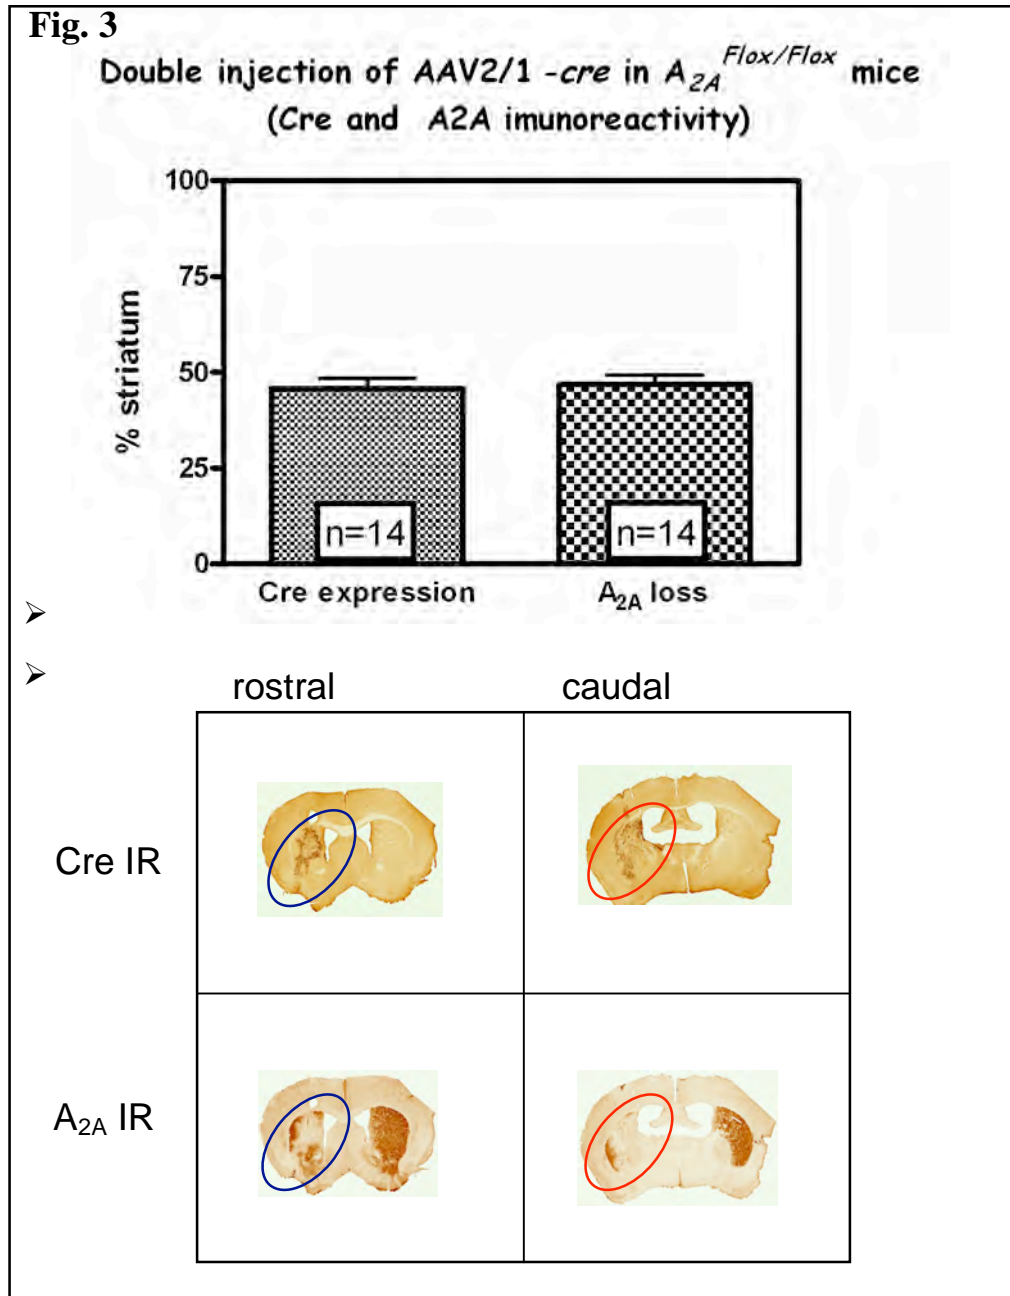 Fig. 3
Double injection of AAV2/1 -cre in A2A Flox/Flox mice
(Cre and A2A imunoreactivity)
100
75
50
25
0
% striatum
n=14
n=14
Cre expression
A2A loss
➢
➢
rostral
caudal
Cre IR
A2A IR